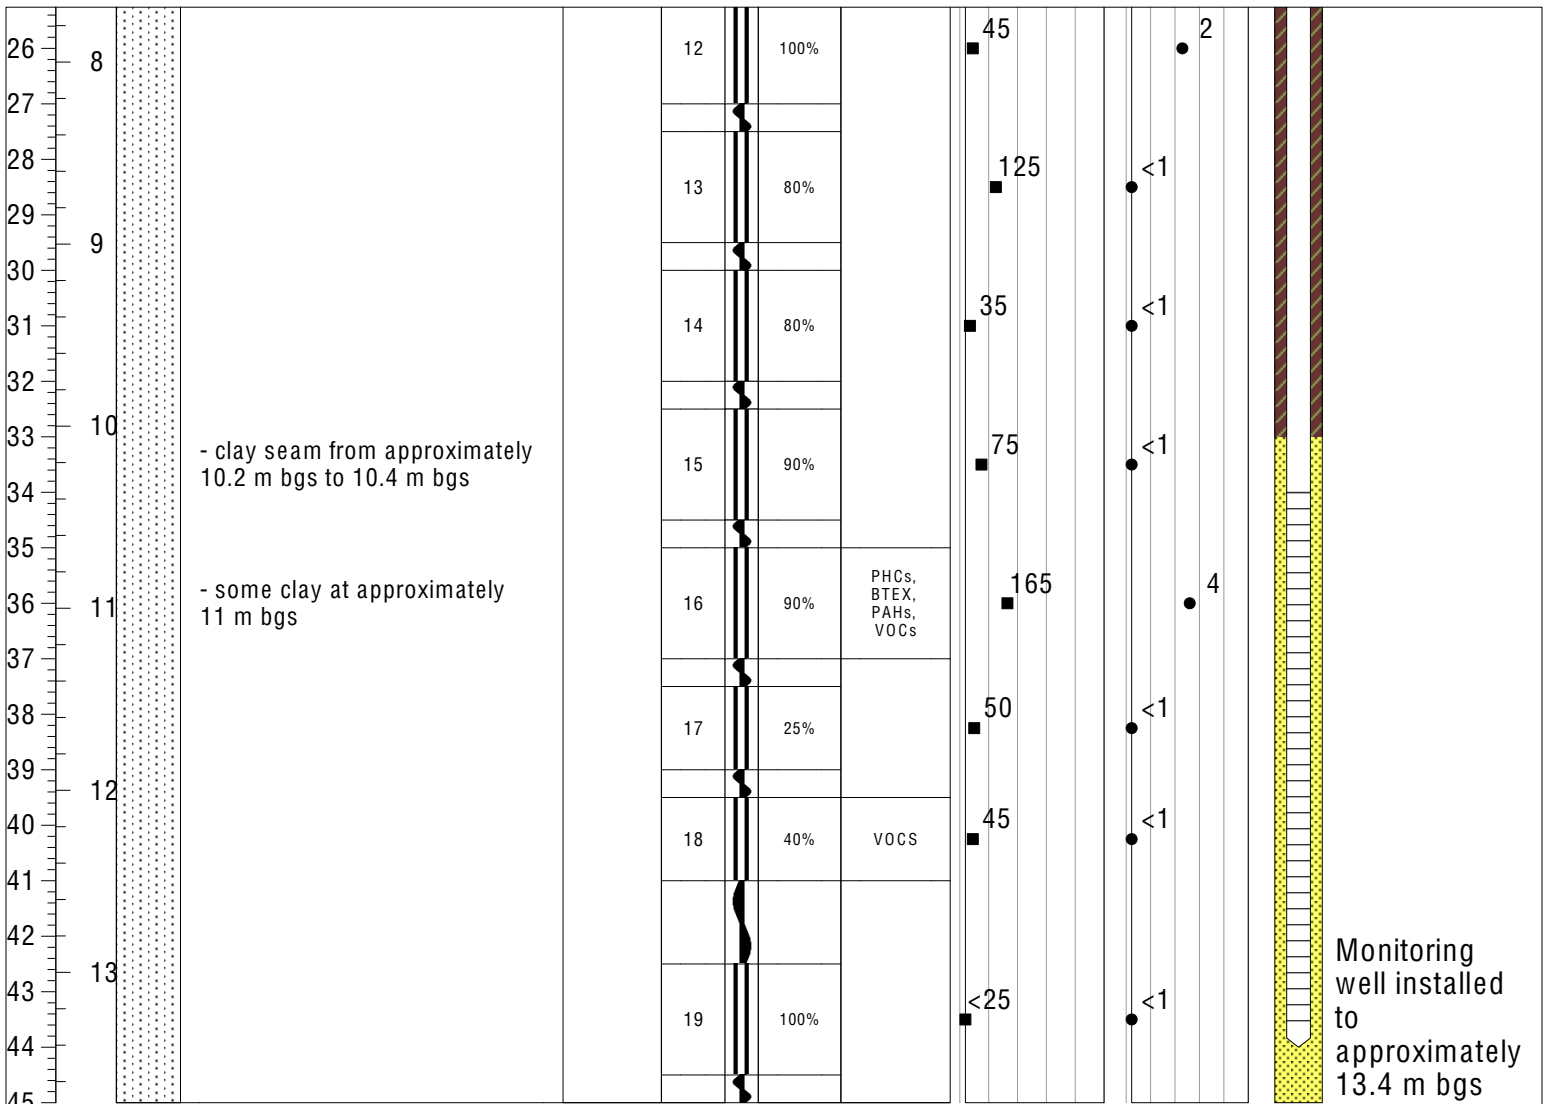 26 8 12 100% 45 2
27
28 13 80% 125 <1
29
9
30
31 14 80% 35 <1
32
10
33
- clay seam from approximately
10.2 m bgs to 10.4 m bgs
15 90% 75 <1
34
35
36 11 16 90% 165 4
- some clay at approximately
11 m bgs
PHCs,
BTEX,
PAHs,
VOCs
37
38 17 25% 50 <1
39
12
40 18 40% VOCS 45 <1
41
42
13
43 19 100% <25 <1
44
45
Monitoring
well installed
to
approximately
13.4 m bgs